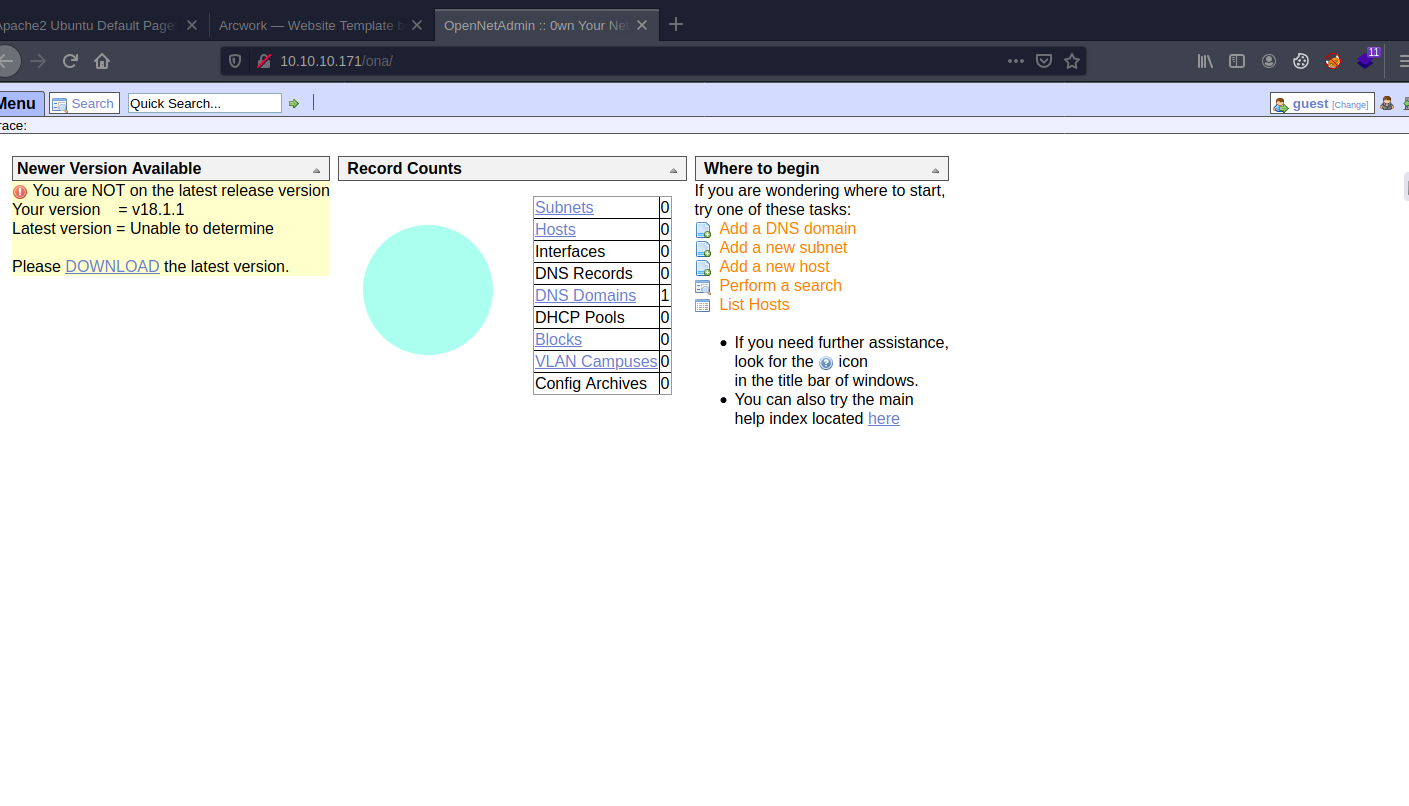 Apache2 Ubuntu Default Page:
Arcwork — Website Template b
OpenNetAdmin :: 0wn Your Net
10.10.10.171/ona/
11
Menu
Search
Quick Search...
guest [Change]
race:
Newer Version Available
Record Counts
Where to begin
You are NOT on the latest release version
Your version = v18.1.1
Latest version = Unable to determine
Please DOWNLOAD the latest version.
Subnets 0
Hosts 0
Interfaces 0
DNS Records 0
DNS Domains 1
DHCP Pools 0
Blocks 0
VLAN Campuses 0
Config Archives 0
If you are wondering where to start,
try one of these tasks:
Add a DNS domain
Add a new subnet
Add a new host
Perform a search
List Hosts
• If you need further assistance,
look for the icon
in the title bar of windows.
• You can also try the main
help index located here